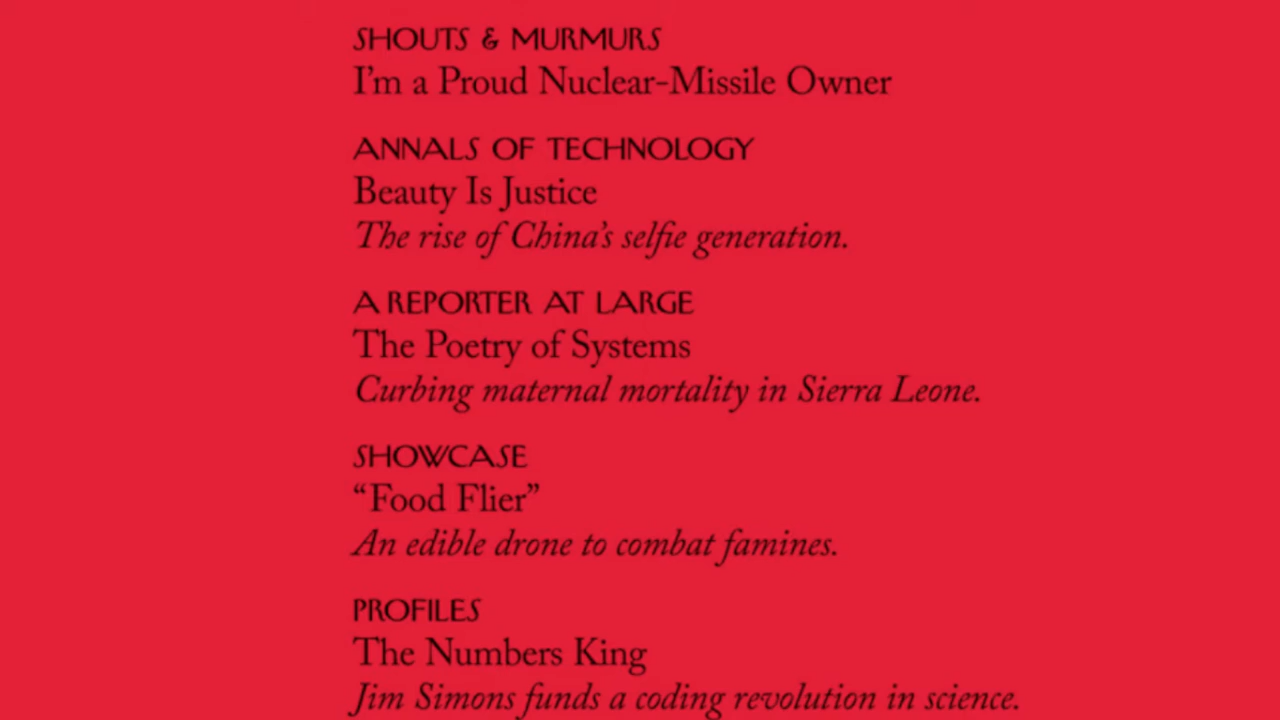 SHOUTS & MURMURS
I’m a Proud Nuclear-Missile Owner
ANNALS OF TECHNOLOGY
Beauty Is Justice
The rise of China’s selfie generation.
A REPORTER AT LARGE
The Poetry of Systems
Curbing maternal mortality in Sierra Leone.
SHOWCASE
“Food Flier”
An edible drone to combat famines.
PROFILES
The Numbers King
Jim Simons funds a coding revolution in science.